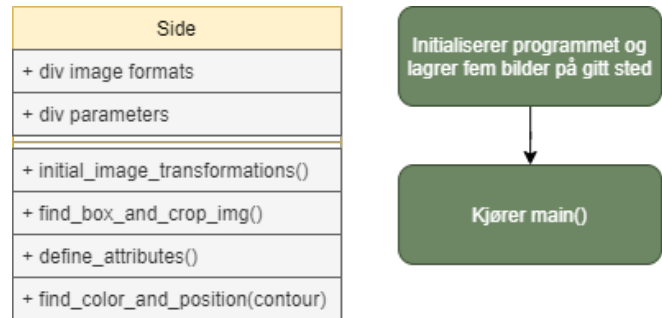 Side
+ div image formats
+ div parameters
+ initial_image_transformations()
+ find_box_and_crop_img()
+ define_attributes()
+ find_color_and_position(contour)
Initialiserer programmet og
lagrer fem bilder på gitt sted
Kjører main()